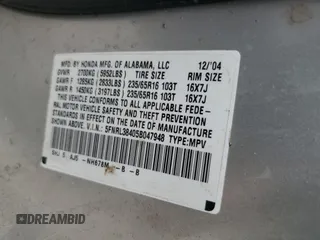 MFG. BY HONDA MFG. OF ALABAMA, LLC 12/'04
GVWR 2700KG (5952LBS) TIRE SIZE RIM SIZE
GAWR F 1285KG (2833LBS) 235/65R16 103T 16X7J
GAWR R 1450KG (3197LBS) 235/65R16 103T 16X7J
THIS VEHICLE CONFORMS TO ALL APPLICABLE FEDE-
RAL MOTOR VEHICLE SAFETY AND THEFT PREVENTION
STANDARDS IN EFFECT ON THE DATE OF MANUFACTURE
SHOWN ABOVE. V.I.N.: 5FNRL38405B047948 TYPE:MPV
NH678M - B - B
DREAMBID